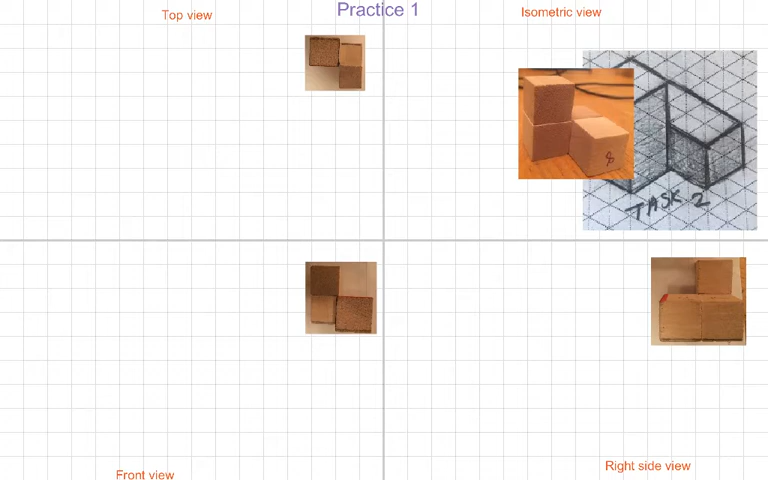 Practice 1
Top view
Isometric view
TASK 2
Front view
Right side view